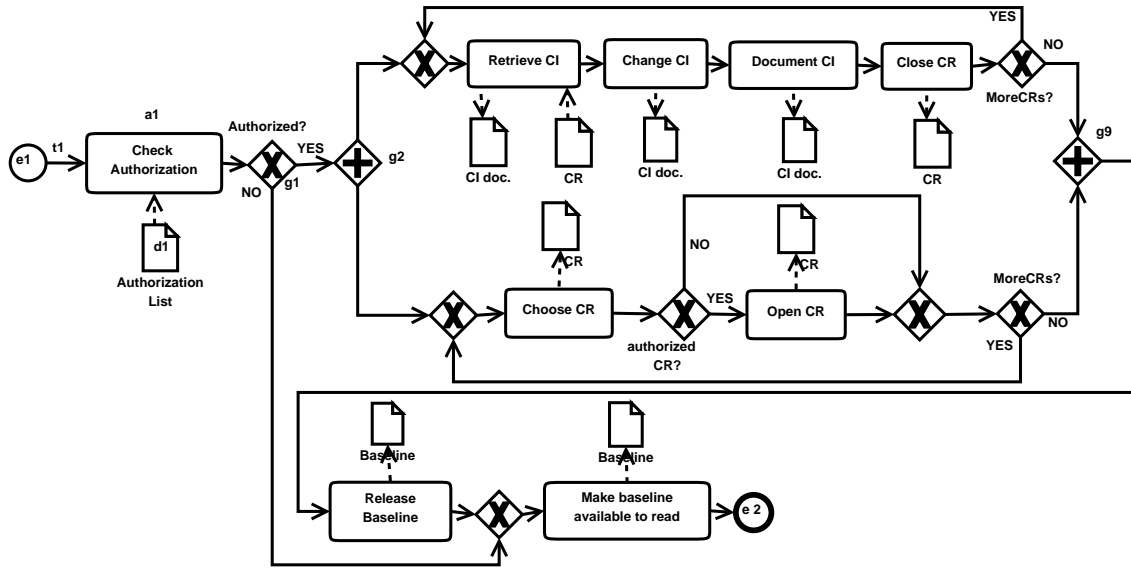 YES
Retrieve CI
Change CI
Document CI
Close CR
NO
MoreCRs?
a1
Authorized?
g9
e1
t1
Check
Authorization
YES
g2
g1
NO
CI doc.
CR
CI doc.
CI doc.
CR
d1
Authorization
List
CR
NO
CR
MoreCRs?
Choose CR
YES
Open CR
NO
authorized
CR?
YES
Baseline
Baseline
Release
Baseline
Make baseline
available to read
e 2